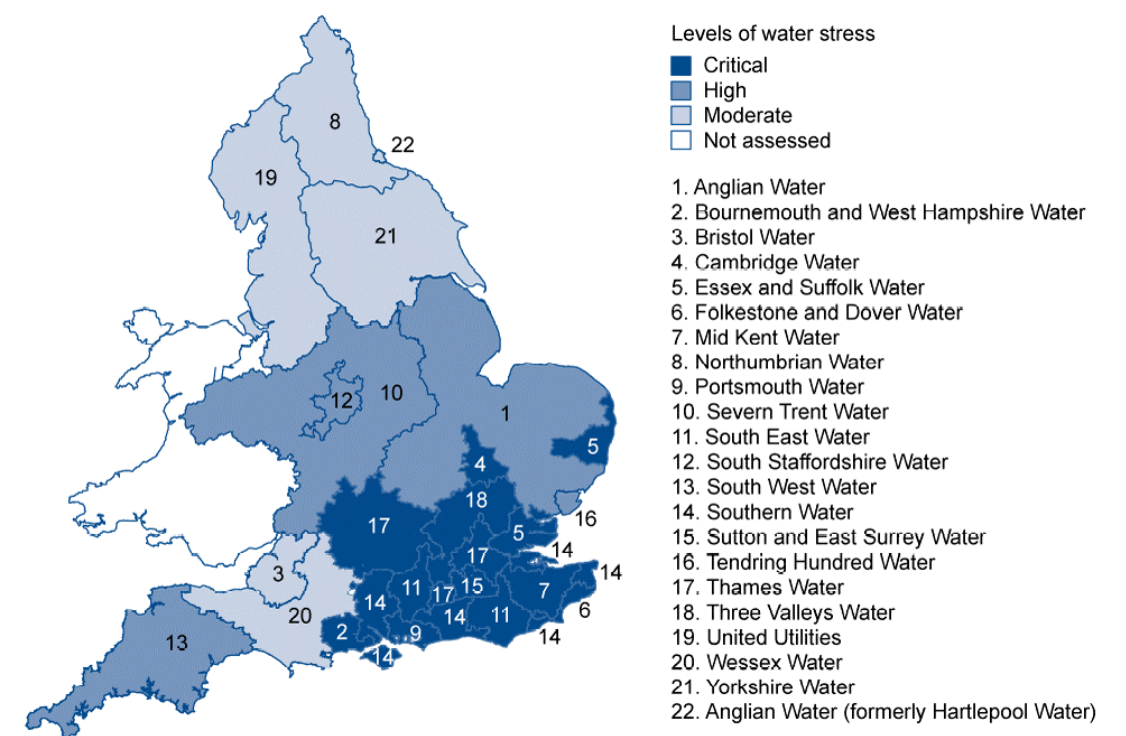 Levels of water stress
Critical
High
Moderate
Not assessed
1. Anglian Water
2. Bournemouth and West Hampshire Water
3. Bristol Water
4. Cambridge Water
5. Essex and Suffolk Water
6. Folkestone and Dover Water
7. Mid Kent Water
8. Northumbrian Water
9. Portsmouth Water
10. Severn Trent Water
11. South East Water
12. South Staffordshire Water
13. South West Water
14. Southern Water
15. Sutton and East Surrey Water
16. Tendring Hundred Water
17. Thames Water
18. Three Valleys Water
19. United Utilities
20. Wessex Water
21. Yorkshire Water
22. Anglian Water (formerly Hartlepool Water)
8
22
19
21
12
10
1
5
4
18
16
17
5
14
17
3
14
11
17
15
7
6
14
20
14
11
2
9
14
13
14